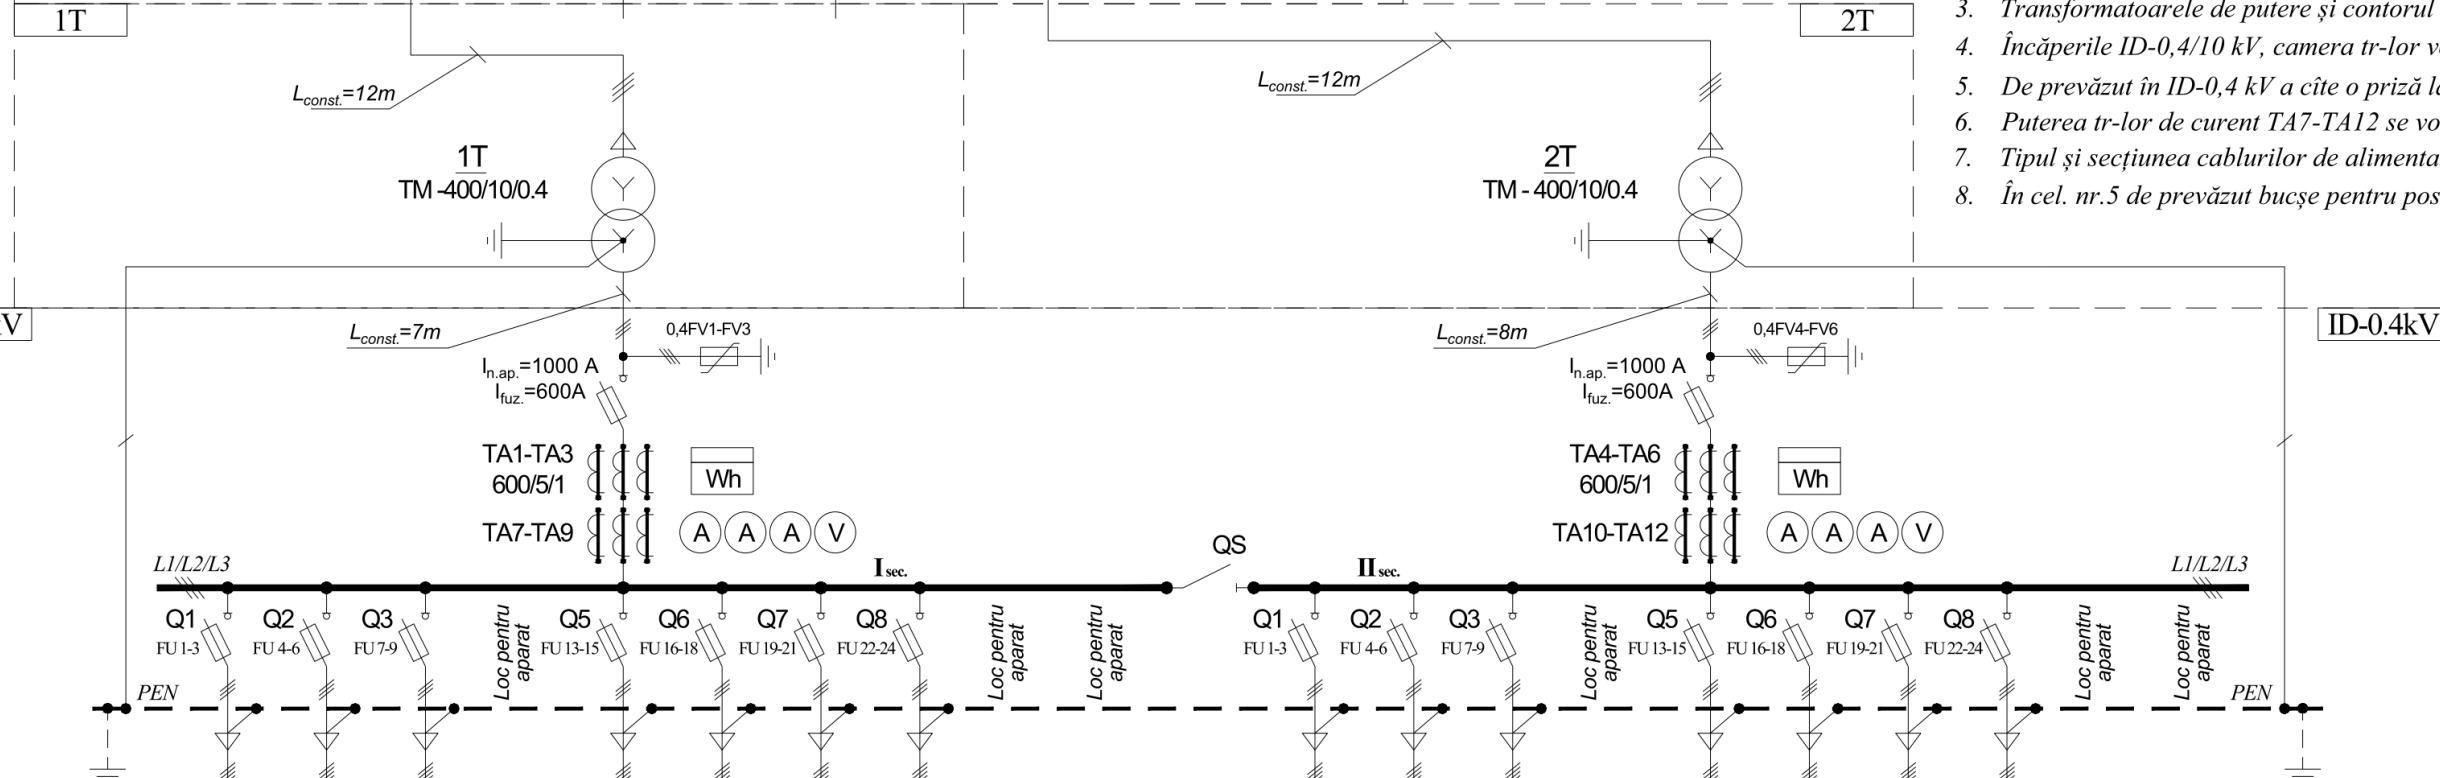 1T
2T
3. Transformatoarele de putere și contorul
4. Încăperile ID-0,4/10 kV, camera tr-lor
5. De prevăzut în ID-0,4 kV a cîte o priză
6. Puterea tr-lor de curent TA7-TA12 se
7. Tipul și secțiunea cablurilor de
8. În cel. nr.5 de prevăzut bucșe pentru
Lconst.=12m
Lconst.=12m
1T
TM-400/10/0.4
2T
TM-400/10/0.4
ID-0.4kV
Lconst.=7m
0,4FV1-FV3
Lconst.=8m
0,4FV4-FV6
In.ap.=1000 A
Ifuz.=600A
In.ap.=1000 A
Ifuz.=600A
TA1-TA3
600/5/1
Wh
TA4-TA6
600/5/1
Wh
TA7-TA9
A A A V
TA10-TA12
A A A V
QS
L1/L2/L3
I sec.
II sec.
L1/L2/L3
Q1
FU 1-3
Q2
FU 4-6
Q3
FU 7-9
Loc pentru
aparat
Q5
FU 13-15
Q6
FU 16-18
Q7
FU 19-21
Q8
FU 22-24
Loc pentru
aparat
Loc pentru
aparat
Q1
FU 1-3
Q2
FU 4-6
Q3
FU 7-9
Loc pentru
aparat
Q5
FU 13-15
Q6
FU 16-18
Q7
FU 19-21
Q8
FU 22-24
Loc pentru
aparat
Loc pentru
aparat
PEN
PEN